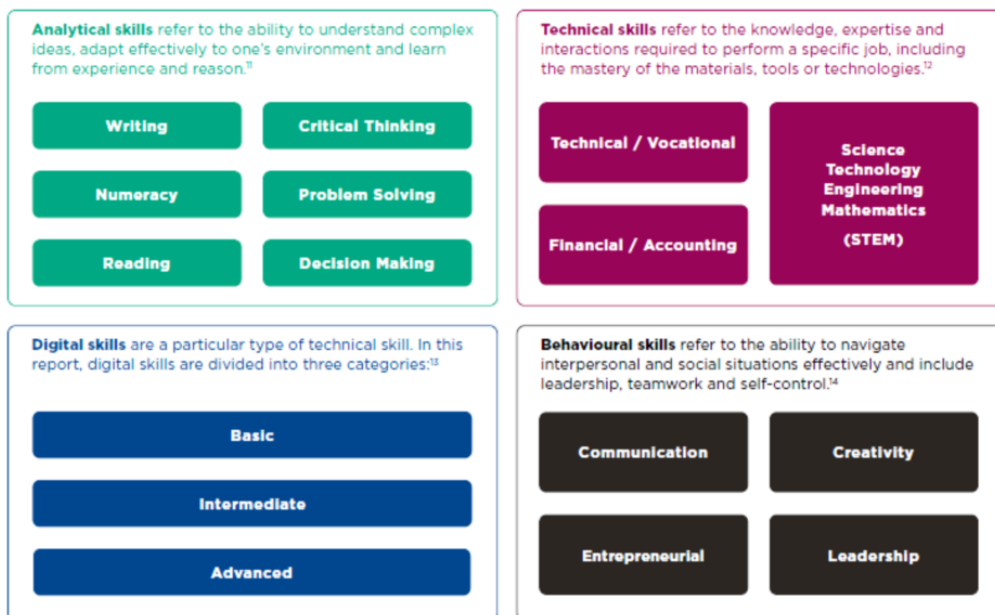 Analytical skills refer to the ability to understand complex
ideas, adapt effectively to one's environment and learn
from experience and reason.¹¹
Writing
Critical Thinking
Numeracy
Problem Solving
Reading
Decision Making
Technical skills refer to the knowledge, expertise and
interactions required to perform a specific job, including
the mastery of the materials, tools or technologies.¹²
Technical / Vocational
Financial / Accounting
Science
Technology
Engineering
Mathematics
(STEM)
Digital skills are a particular type of technical skill. In this
report, digital skills are divided into three categories:¹³
Basic
Intermediate
Advanced
Behavioural skills refer to the ability to navigate
interpersonal and social situations effectively and include
leadership, teamwork and self-control.¹⁴
Communication
Creativity
Entrepreneurial
Leadership